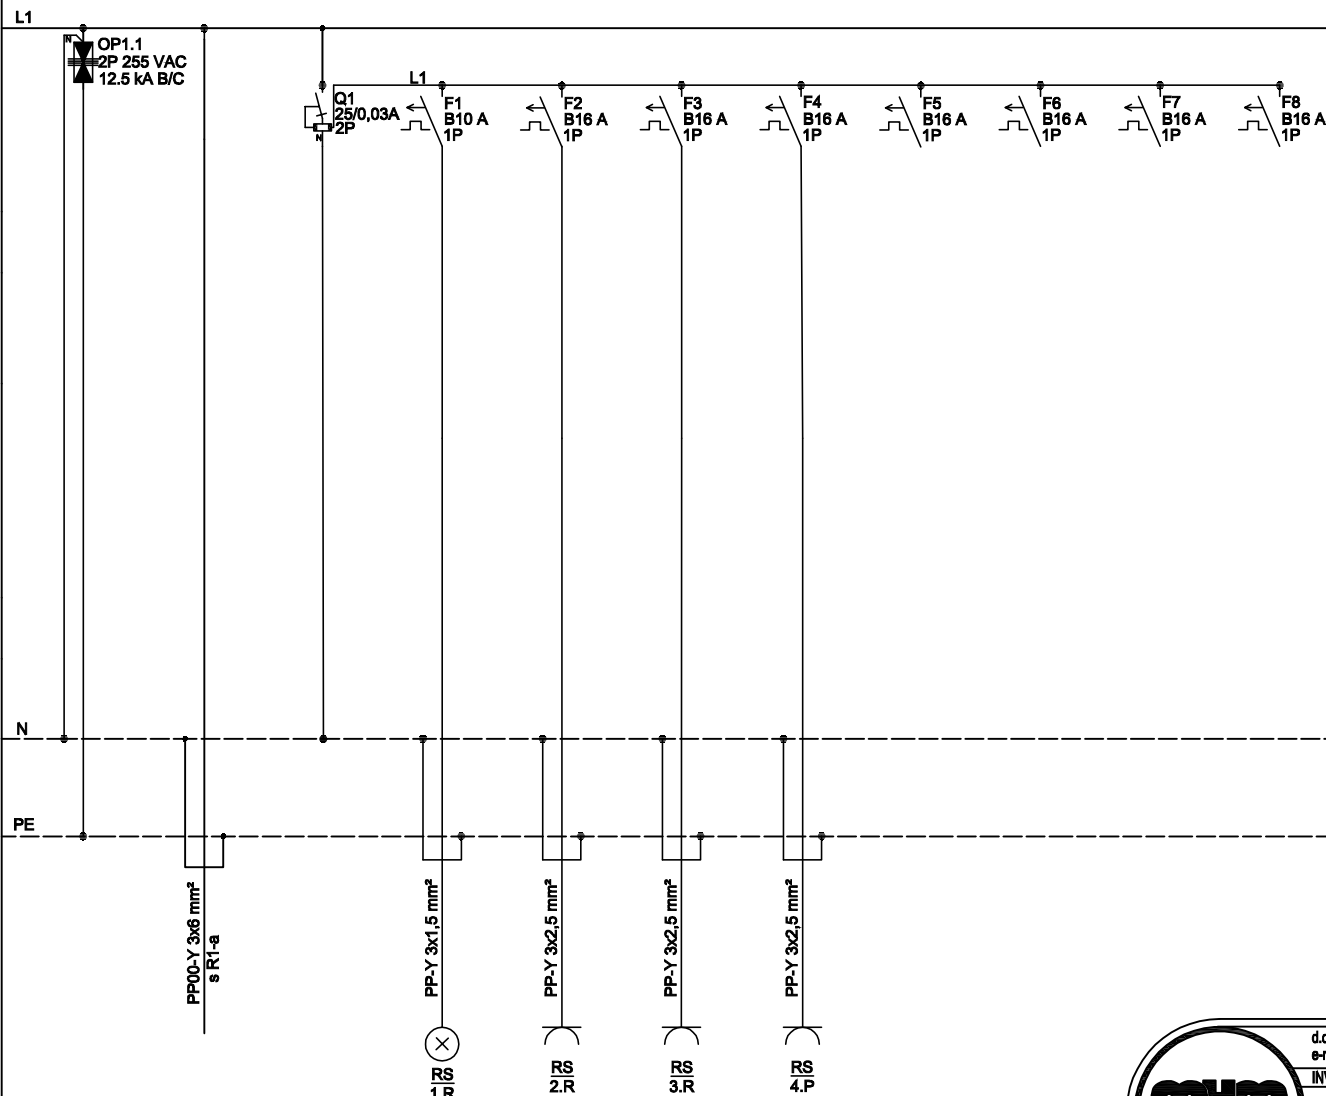 L1
N
OP1.1
2P 255 VAC
12.5 kA B/C
L1
Q1
25/0,03A
2P
N
F1
B10 A
1P
F2
B16 A
1P
F3
B16 A
1P
F4
B16 A
1P
F5
B16 A
1P
F6
B16 A
1P
F7
B16 A
1P
F8
B16 A
1P
N
PE
PP00-Y 3x6 mm²
s R1-a
PP-Y 3x1,5 mm²
PP-Y 3x2,5 mm²
PP-Y 3x2,5 mm²
PP-Y 3x2,5 mm²
RS
1.R
RS
2.R
RS
3.R
RS
4.P